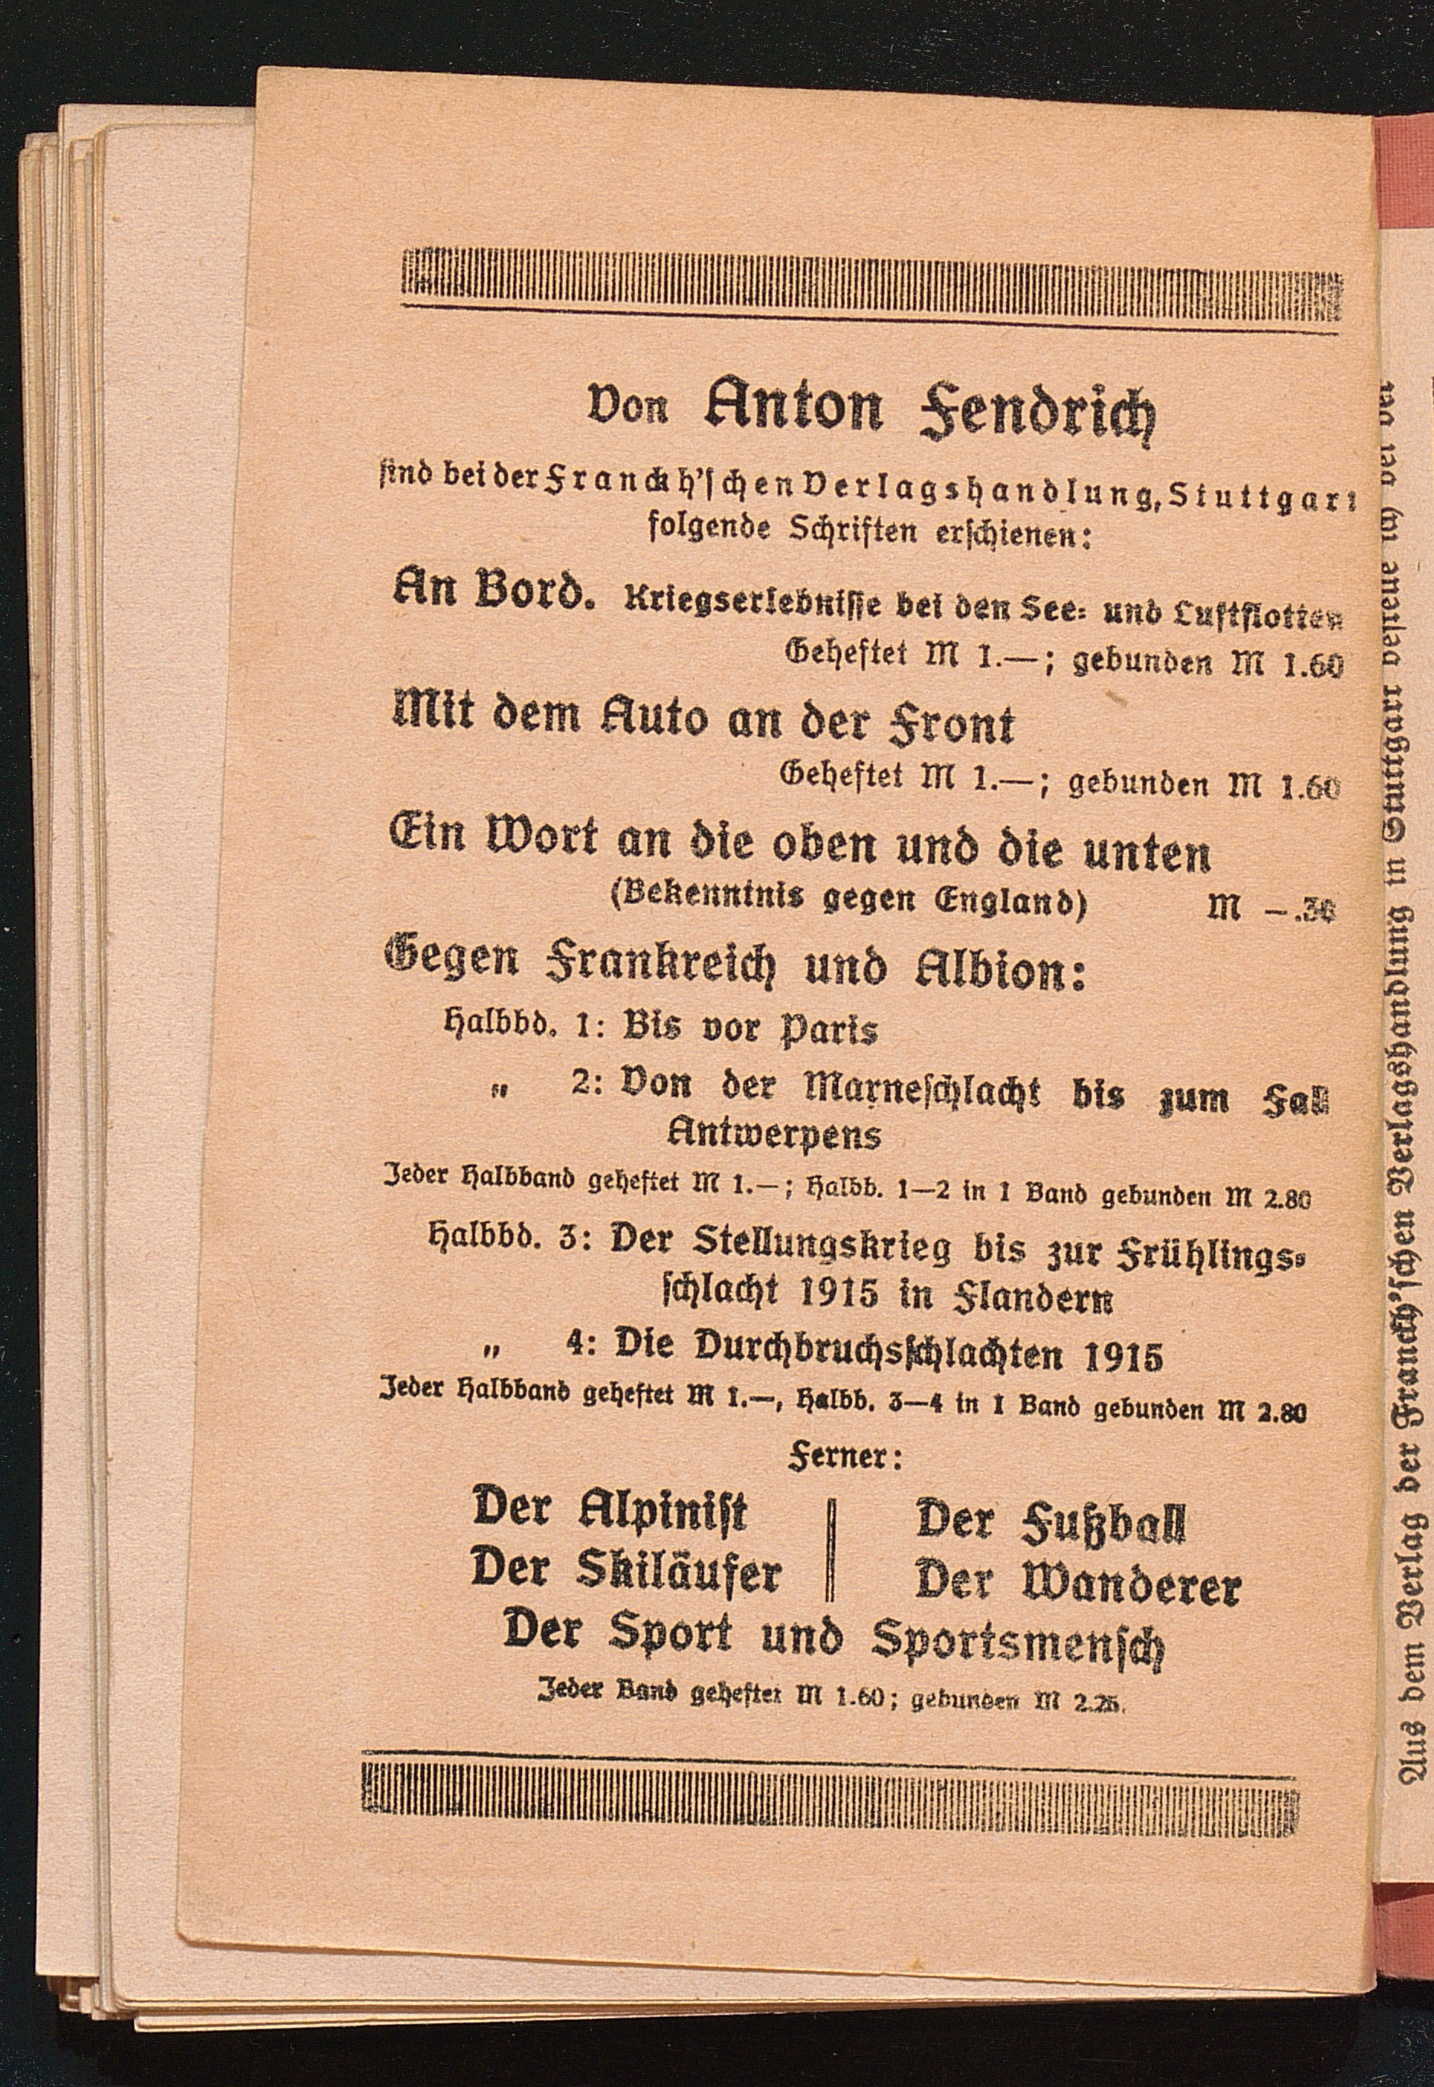 Von Anton Fendrich
sind bei der Franckh'schen Verlagshandlung, Stuttgart
folgende Schriften erschienen:
An Bord. Kriegserlebnisse bei den See- und Luftflotten
Geheftet M 1.—; gebunden M 1.60
Mit dem Auto an der Front
Geheftet M 1.—; gebunden M 1.60
Ein Wort an die oben und die unten
(Bekenntnis gegen England) M —.30
Gegen Frankreich und Albion:
Halbbd. 1: Bis vor Paris
„ 2: Von der Marneschlacht bis zum Fall
Antwerpens
Jeder Halbband geheftet M 1.—; Halbb. 1—2 in 1 Band gebunden M 2.80
Halbbd. 3: Der Stellungskrieg bis zur Frühlings-
schlacht 1915 in Flandern
„ 4: Die Durchbruchsschlachten 1915
Jeder Halbband geheftet M 1.—, Halbb. 3—4 in 1 Band gebunden M 2.80
Ferner:
Der Alpinist Der Fußball
Der Skiläufer Der Wanderer
Der Sport und Sportsmensch
Jeder Band geheftet M 1.60; gebunden M 2.25.
Aus dem Verlag der Franckh'schen Verlagshandlung in Stuttgart